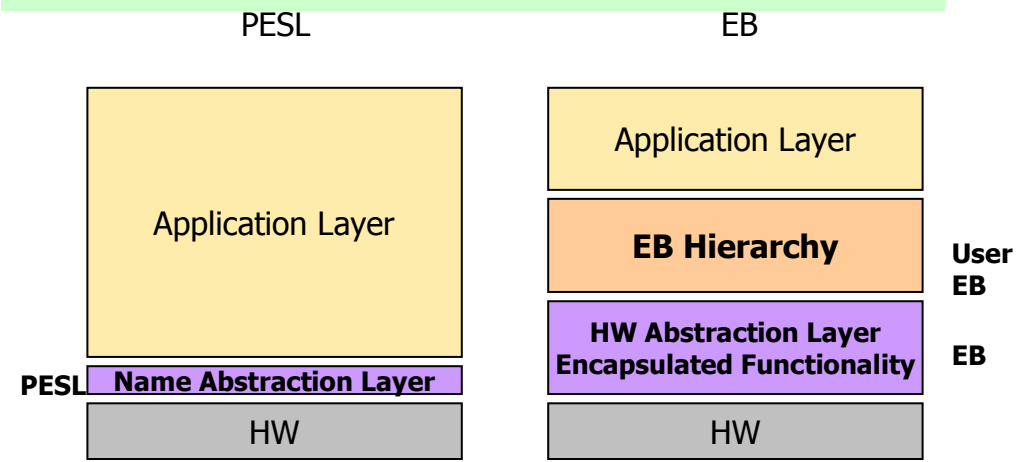 PESL
EB
Application Layer
PESL
Name Abstraction Layer
HW
Application Layer
EB Hierarchy
User
EB
HW Abstraction Layer
Encapsulated Functionality
EB
HW